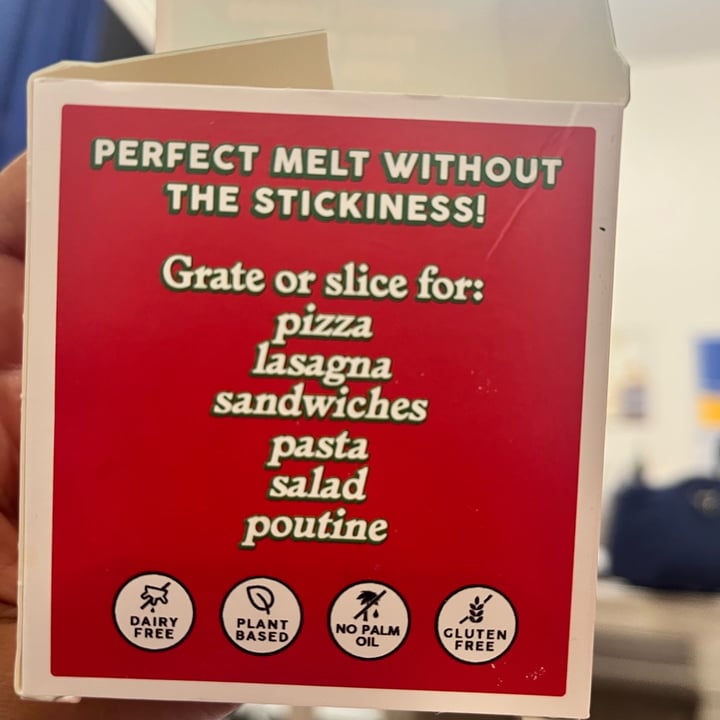 PERFECT MELT WITHOUT
THE STICKINESS!
Grate or slice for:
pizza
lasagna
sandwiches
pasta
salad
poutine
DAIRY
FREE
PLANT
BASED
NO PALM
OIL
GLUTEN
FREE